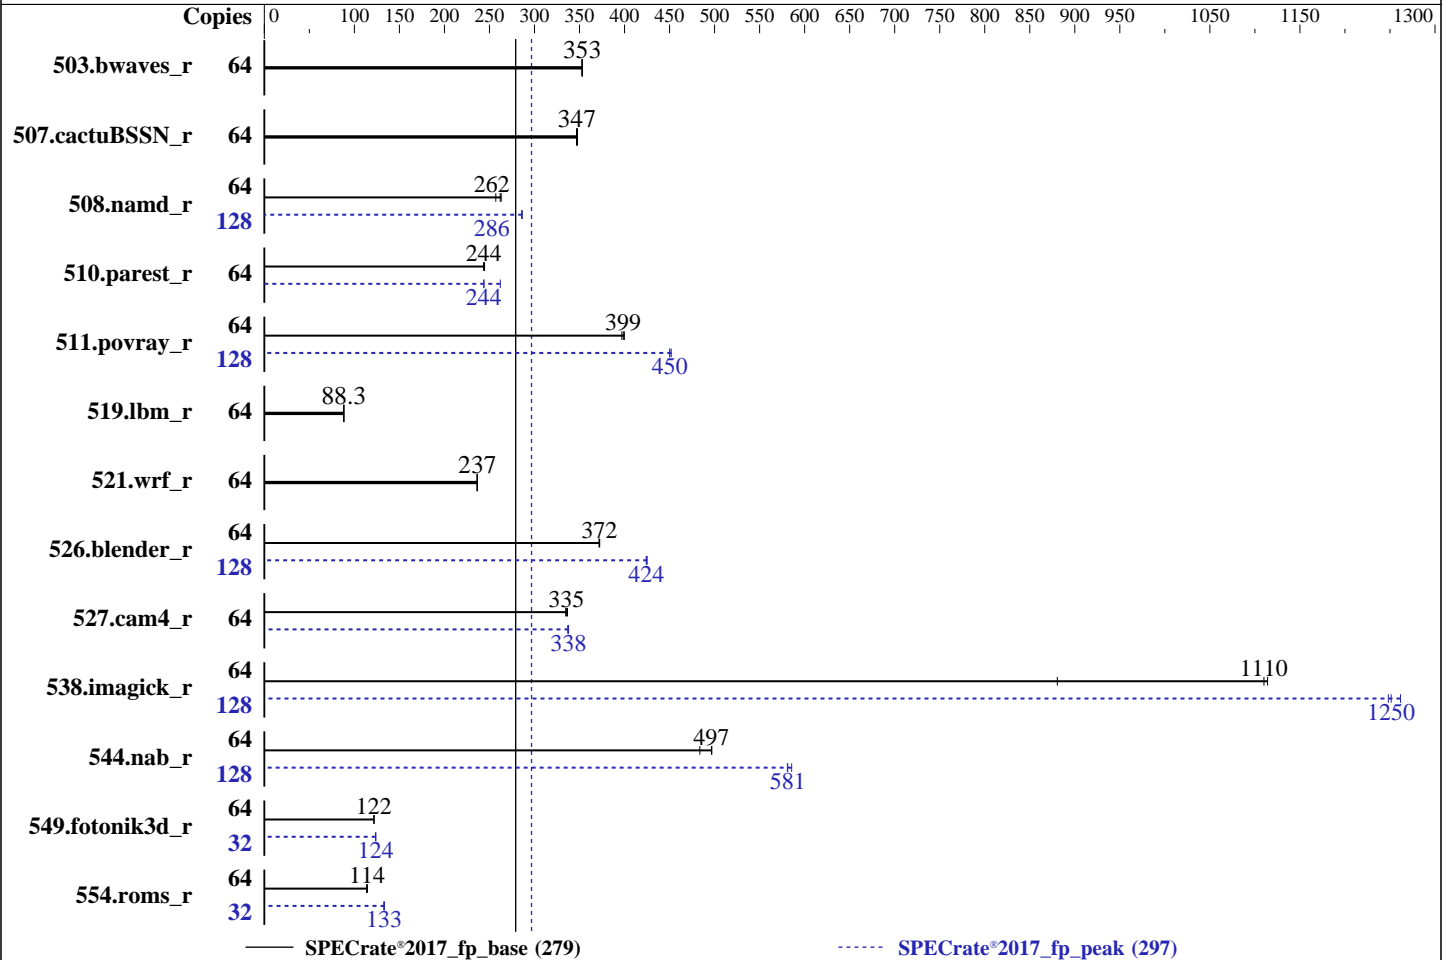 Copies 0 100 150 200 250 300 350 400 450 500 550 600 650 700 750 800 850 900 950 1050 1150 1300
353
503.bwaves_r 64
347
507.cactuBSSN_r 64
64 262
508.namd_r
128 286
244
510.parest_r 64
244
64 399
511.povray_r
128 450
88.3
519.lbm_r 64
237
521.wrf_r 64
64 372
526.blender_r
128 424
335
527.cam4_r 64
338
64 1110
538.imagick_r
128 1250
64 497
544.nab_r
128 581
64 122
549.fotonik3d_r
32 124
64 114
554.roms_r
32 133
SPECrate®2017_fp_base (279) SPECrate®2017_fp_peak (297)